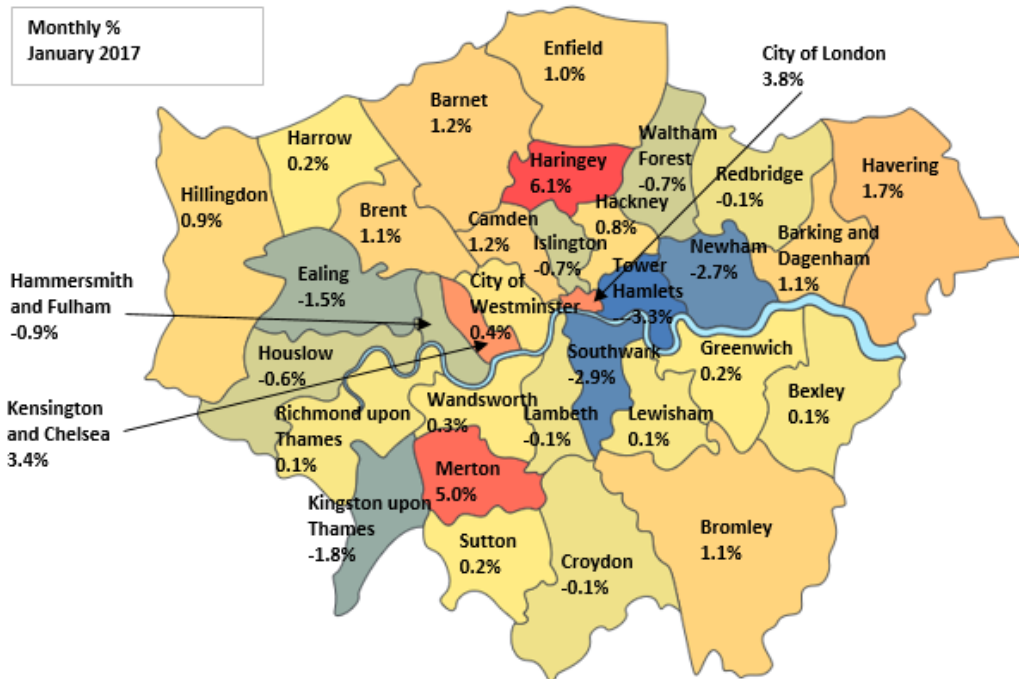 Monthly %
January 2017
Enfield
1.0%
City of London
3.8%
Barnet
1.2%
Harrow
0.2%
Waltham
Forest
-0.7%
Haringey
6.1%
Redbridge
-0.1%
Havering
1.7%
Hillingdon
0.9%
Brent
1.1%
Camden
1.2%
Hackney
0.8%
Islington
-0.7%
Newham
-2.7%
Barking and
Dagenham
1.1%
Hammersmith
and Fulham
-0.9%
Ealing
-1.5%
City of
Westminster
0.4%
Tower
Hamlets
-3.3%
Houslow
-0.6%
Southwark
-2.9%
Greenwich
0.2%
Bexley
0.1%
Kensington
and Chelsea
3.4%
Richmond upon
Thames
0.1%
Wandsworth
0.3%
Lambeth
-0.1%
Lewisham
0.1%
Merton
5.0%
Kingston upon
Thames
-1.8%
Sutton
0.2%
Croydon
-0.1%
Bromley
1.1%